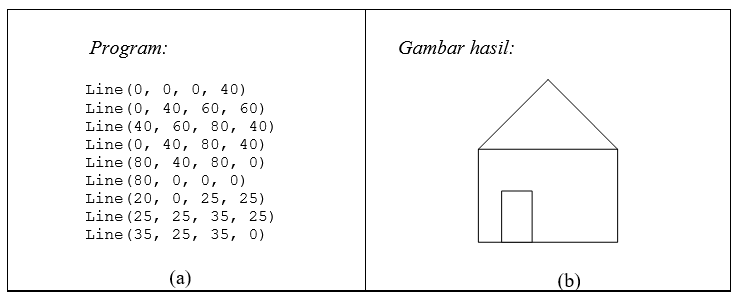 Program:
Line(0, 0, 0, 40)
Line(0, 40, 60, 60)
Line(40, 60, 80, 40)
Line(0, 40, 80, 40)
Line(80, 40, 80, 0)
Line(80, 0, 0, 0)
Line(20, 0, 25, 25)
Line(25, 25, 35, 25)
Line(35, 25, 35, 0)
(a)
Gambar hasil:
(b)